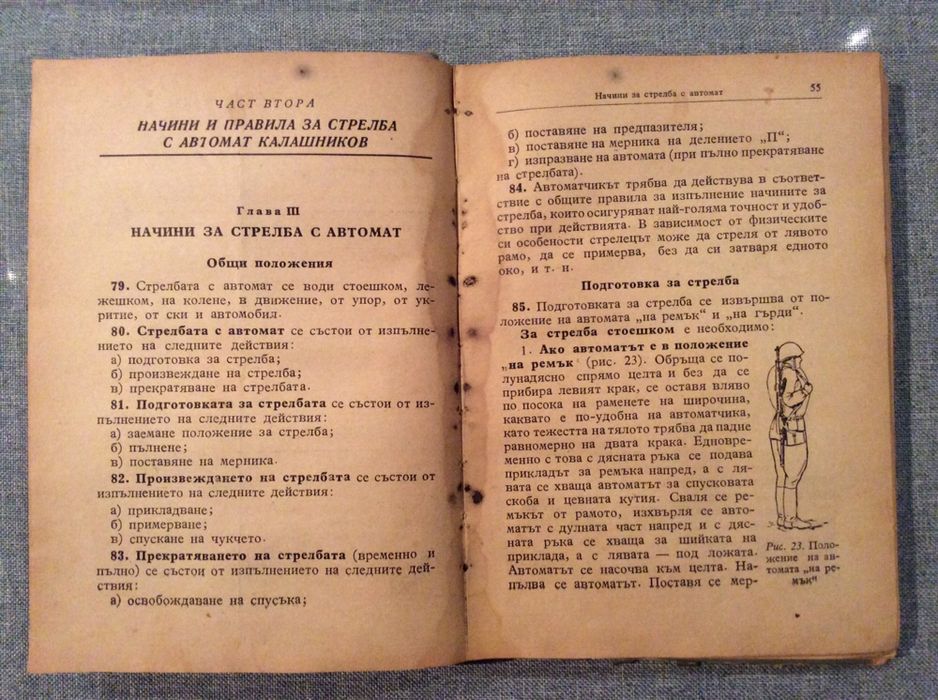 ЧАСТ ВТОРА
НАЧИНИ И ПРАВИЛА ЗА СТРЕЛБА
С АВТОМАТ КАЛАШНИКОВ
Глава III
НАЧИНИ ЗА СТРЕЛБА С АВТОМАТ
Общи положения
79. Стрелбата с автомат се води стоешком, ле-
жешком, на колене, в движение, от упор, от ук-
ритие, от ски и автомобил.
80. Стрелбата с автомат се състои от изпълне-
нието на следните действия:
а) подготовка за стрелба;
б) произвеждане на стрелба;
в) прекратяване на стрелбата.
81. Подготовката за стрелбата се състои от из-
пълнението на следните действия:
а) заемане положение за стрелба;
б) пълнене;
в) поставяне на мерника.
82. Произвеждането на стрелбата се състои от
изпълнението на следните действия:
а) прикладване;
б) примерване;
в) спускане на чукчето.
83. Прекратяването на стрелбата (временно и
пълно) се състои от изпълнението на следните дей-
ствия:
а) освобождаване на спусъка;
Начини за стрелба с автомат 55
б) поставяне на предпазителя;
в) поставяне на мерника на делението „П“;
г) изпразване на автомата (при пълно прекратяване
на стрелбата).
84. Автоматчикът трябва да действува в съответ-
ствие с общите правила за изпълнение начините за
стрелба, които осигуряват най-голяма точност и удоб-
ство при действията. В зависимост от физическите
си особености стрелецът може да стреля от лявото
рамо, да се примерва, без да си затваря едното
око, и т. н.
Подготовка за стрелба
85. Подготовката за стрелба се извършва от по-
ложение на автомата „на ремък“ и „на гърди“.
За стрелба стоешком е необходимо:
1. Ако автоматът е в положение
„на ремък“ (рис. 23). Обръща се по-
лунадясно спрямо целта и без да се
прибира левият крак, се оставя вляво
по посока на раменете на широчина,
каквато е по-удобна на автоматчика,
като тежестта на тялото трябва да падне
равномерно на двата крака. Едновре-
менно с това с дясната ръка се подава
прикладът за ремъка напред, а с ля-
вата се хваща автоматът за спусковата
скоба и цевната кутия. Сваля се ре-
мъкът от рамото, изхвърля се авто-
матът с дулната част напред и с дяс-
ната ръка се хваща за шийката на
приклада, а с лявата — под ложата.
Автоматът се насочва към целта. На-
пълва се автоматът. Поставя се мер-
Рис. 23. Поло-
жение на ав-
томата „на ре-
мък“